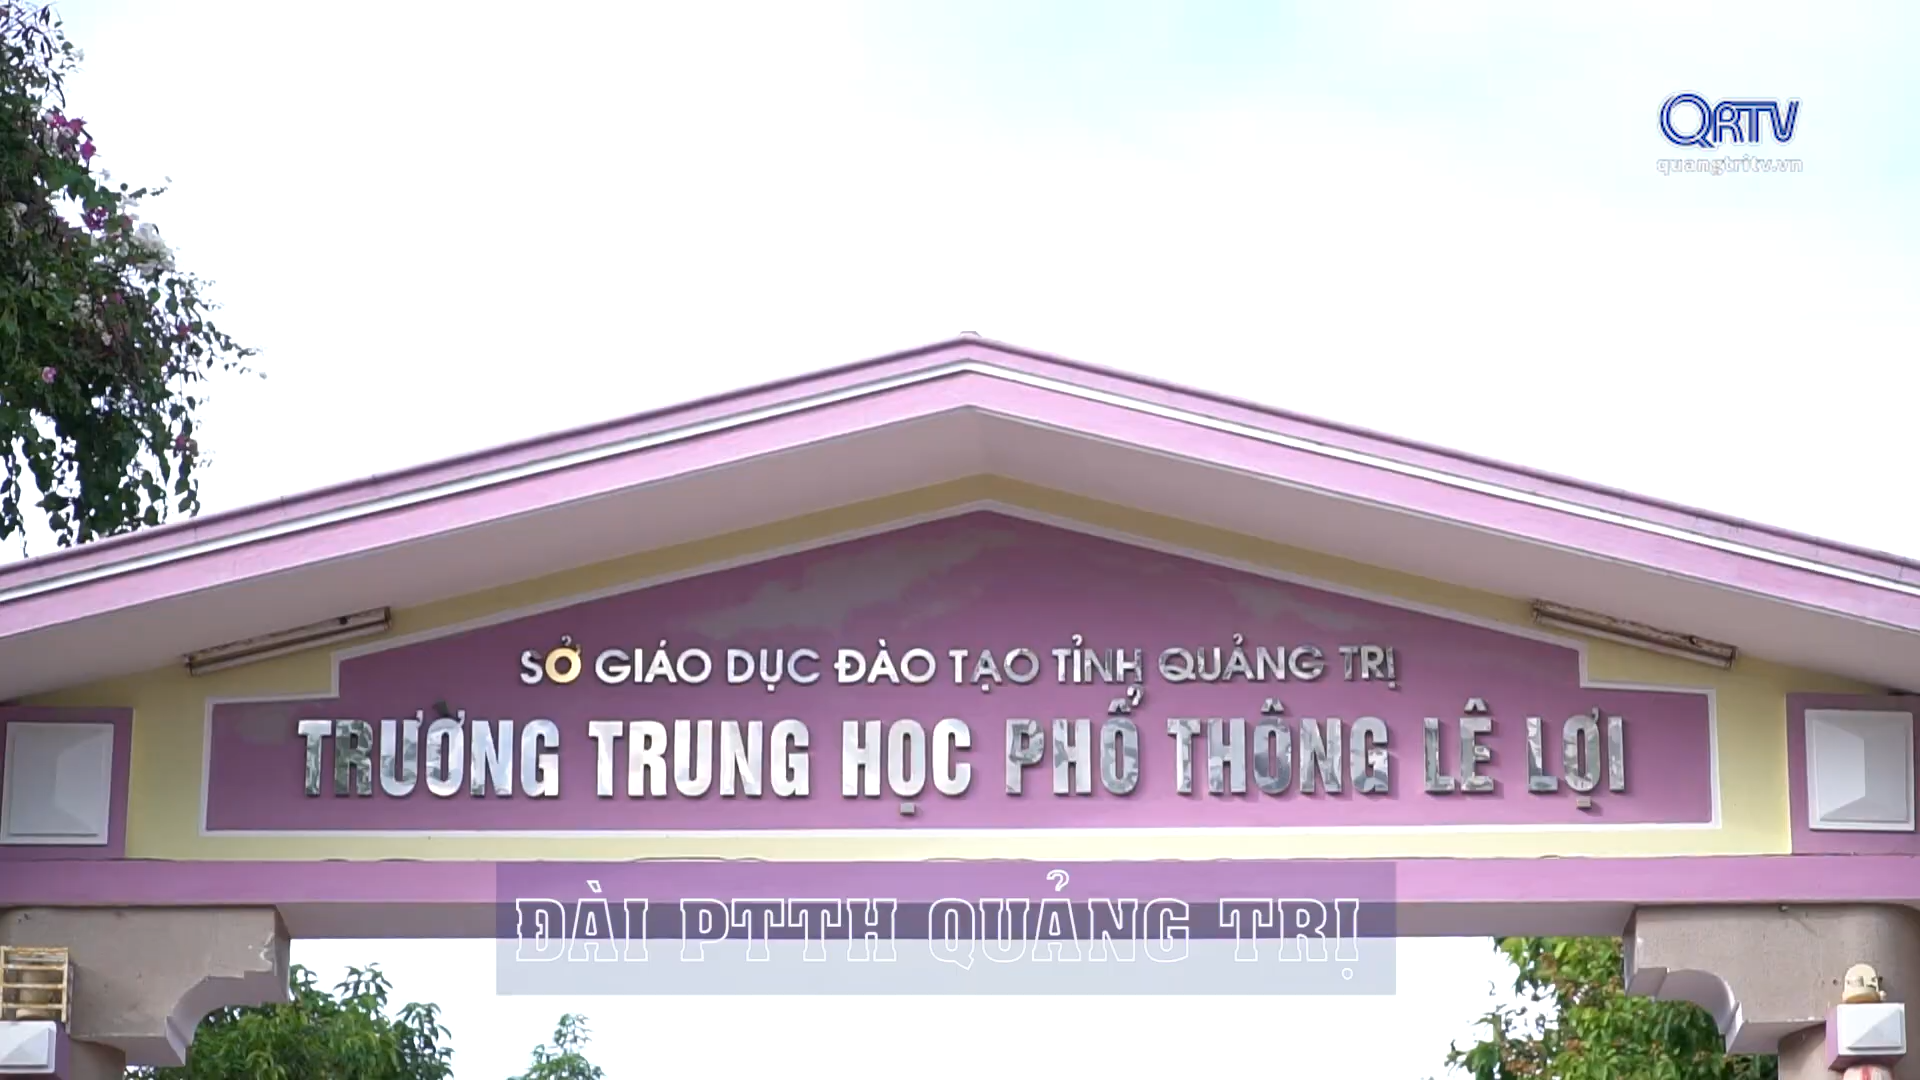 QRTV
quangtritv.vn
SỞ GIÁO DỤC ĐÀO TẠO TỈNH QUẢNG TRỊ
TRƯỜNG TRUNG HỌC PHỔ THÔNG LÊ LỢI
ĐÀI PTTH QUẢNG TRỊ